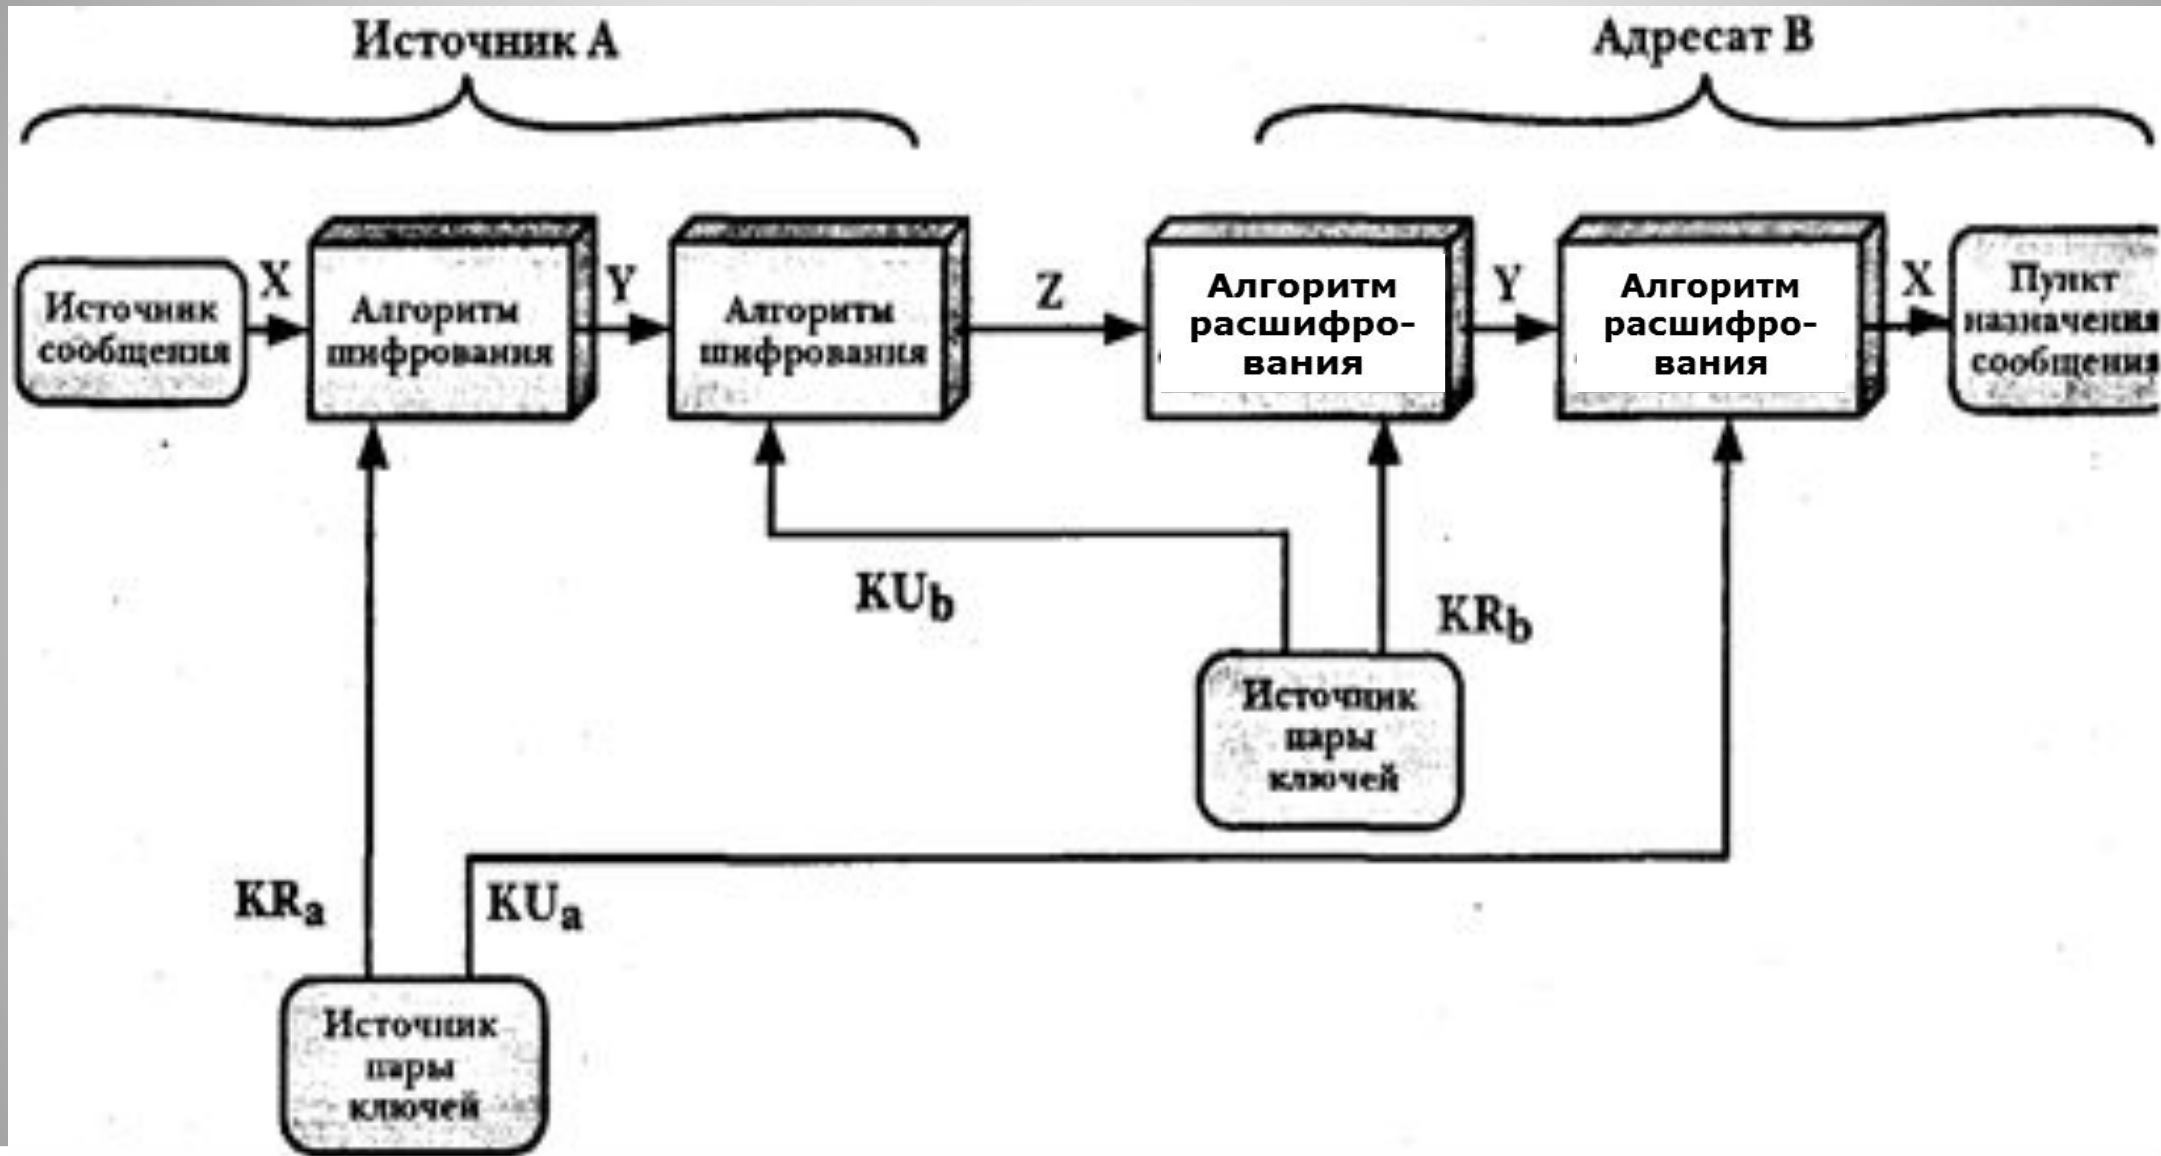 Источник А
Адресат В
Источник
сообщения
X
Алгоритм
шифрования
Y
Алгоритм
шифрования
Z
Алгоритм
расшифро-
вания
Y
Алгоритм
расшифро-
вания
X
Пункт
назначения
сообщения
KUb
KRb
Источник
пары
ключей
KRa
KUa
Источник
пары
ключей